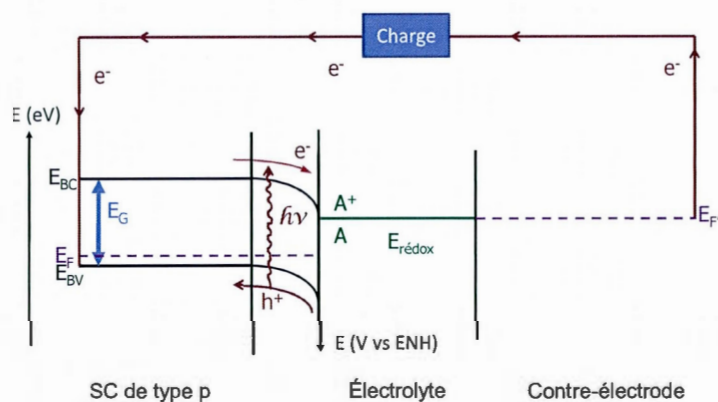 Charge
e-
e-
e-
E (eV)
e-
E_BC
A+
E_G
hν
A
E_rédox
E_F
E_F
E_BV
h+
E (V vs ENH)
SC de type p
Électrolyte
Contre-électrode